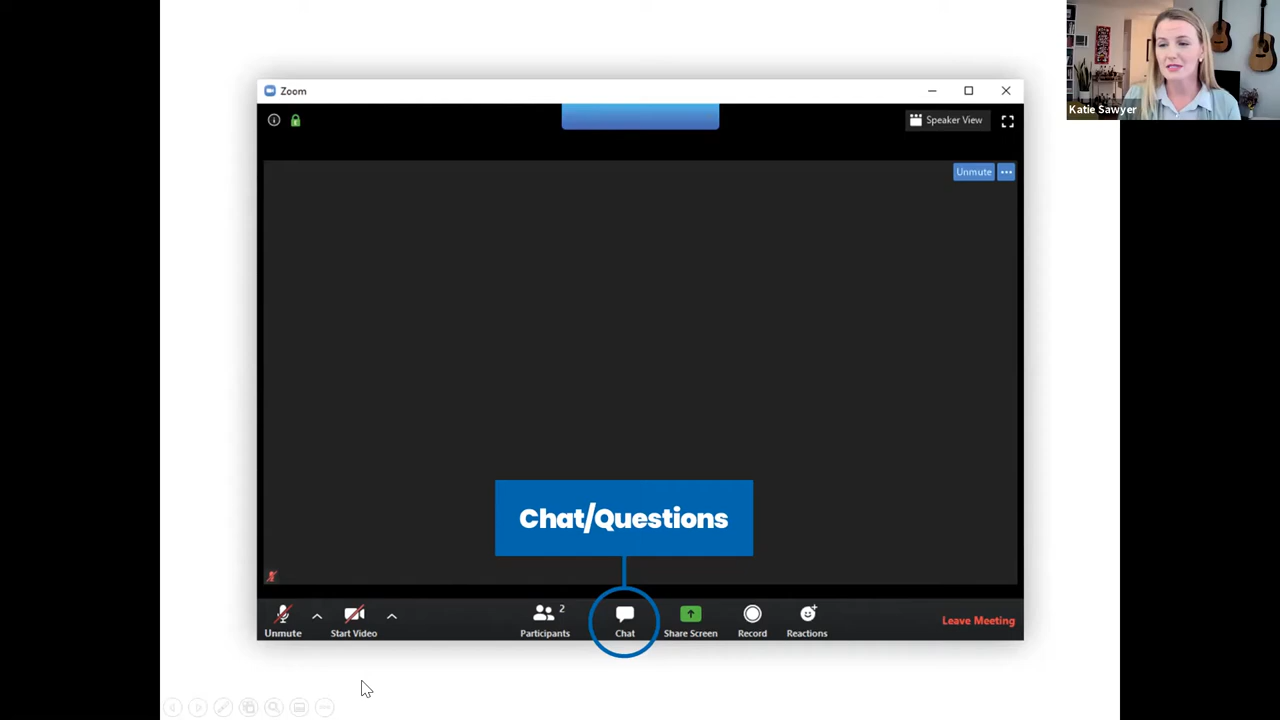 Zoom
Katie Sawyer
Speaker View
Unmute
Chat/Questions
2
Unmute
Start Video
Participants
Chat
Share Screen
Record
Reactions
Leave Meeting